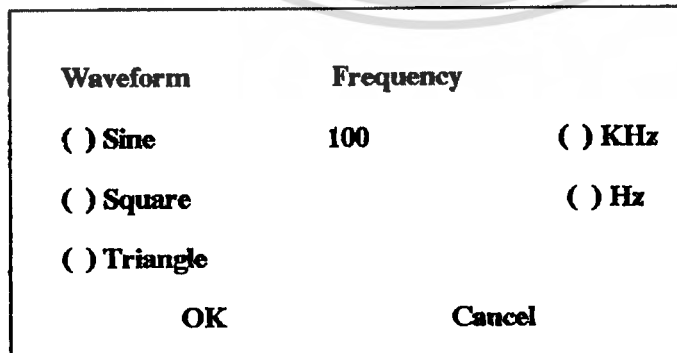 Waveform Frequency
( ) Sine 100 ( ) KHz
( ) Square ( ) Hz
( ) Triangle
OK Cancel